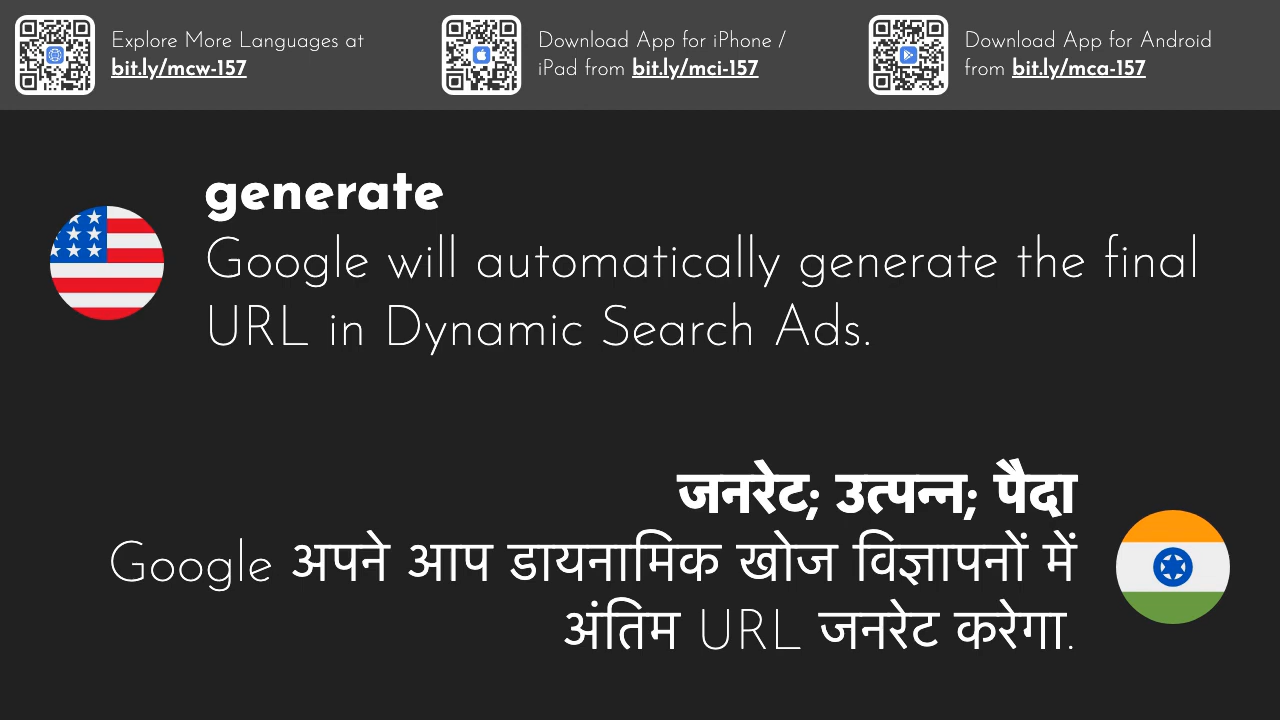 Explore More Languages at
bit.ly/mcw-157
Download App for iPhone /
iPad from bit.ly/mci-157
Download App for Android
from bit.ly/mca-157
generate
Google will automatically generate the final
URL in Dynamic Search Ads.
जनरेट; उत्पन्न; पैदा
Google अपने आप डायनामिक खोज विज्ञापनों में
अंतिम URL जनरेट करेगा.